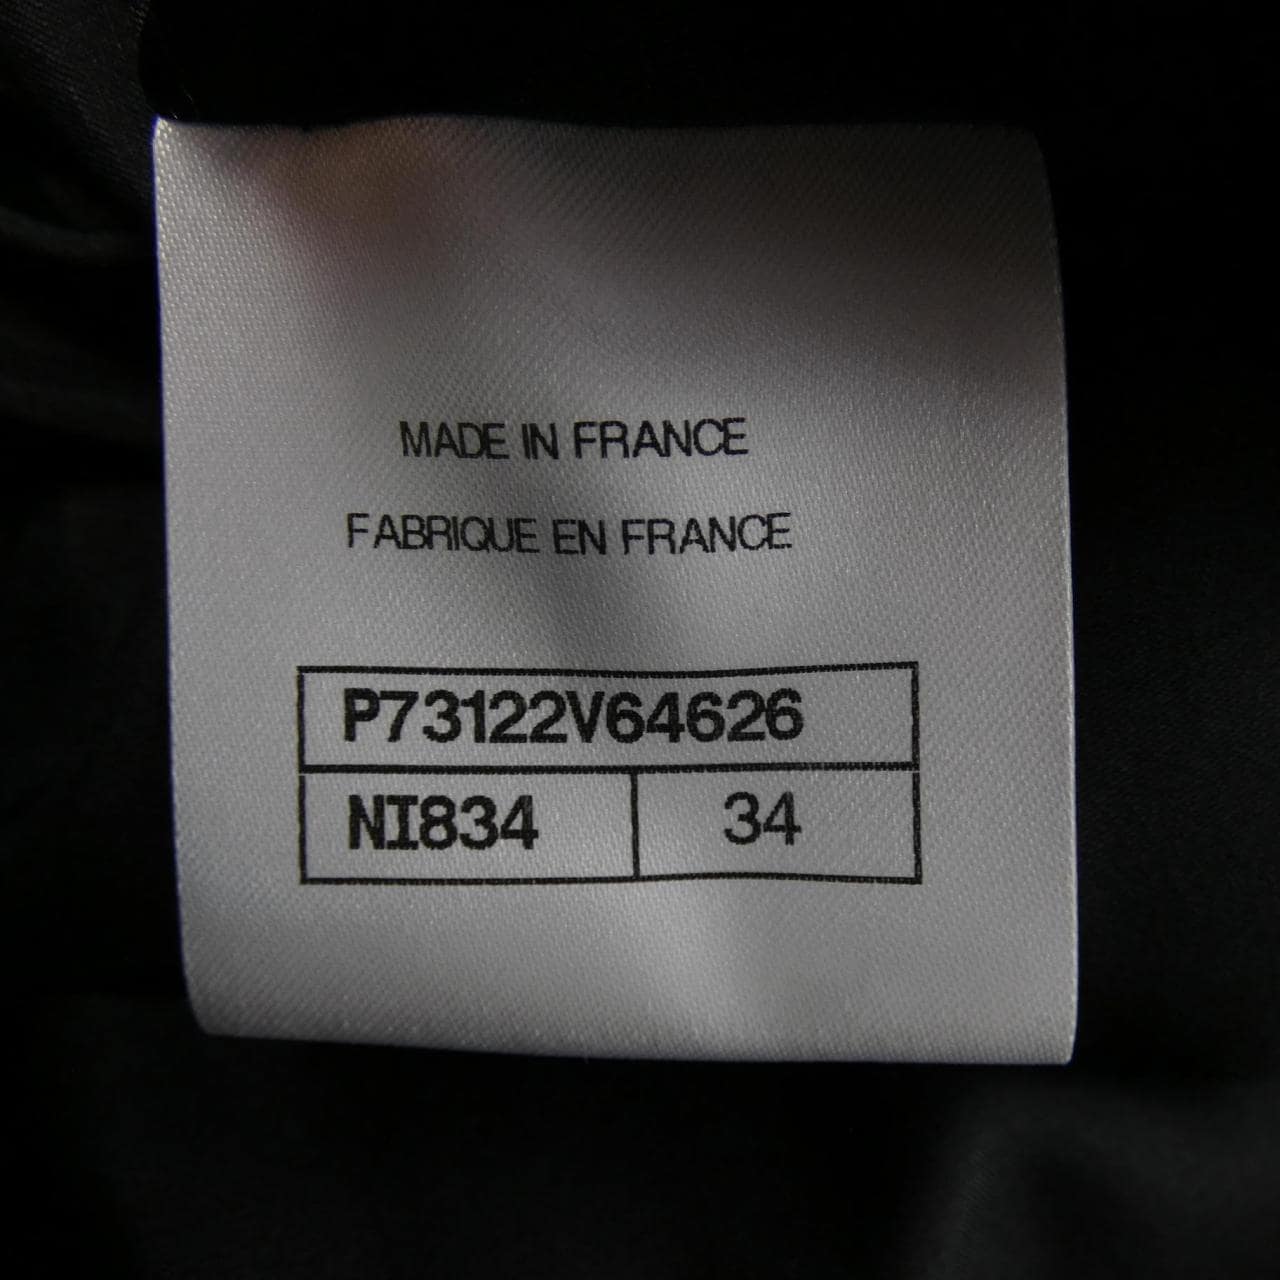 MADE IN FRANCE
FABRIQUE EN FRANCE
P73122V64626
NI834 34